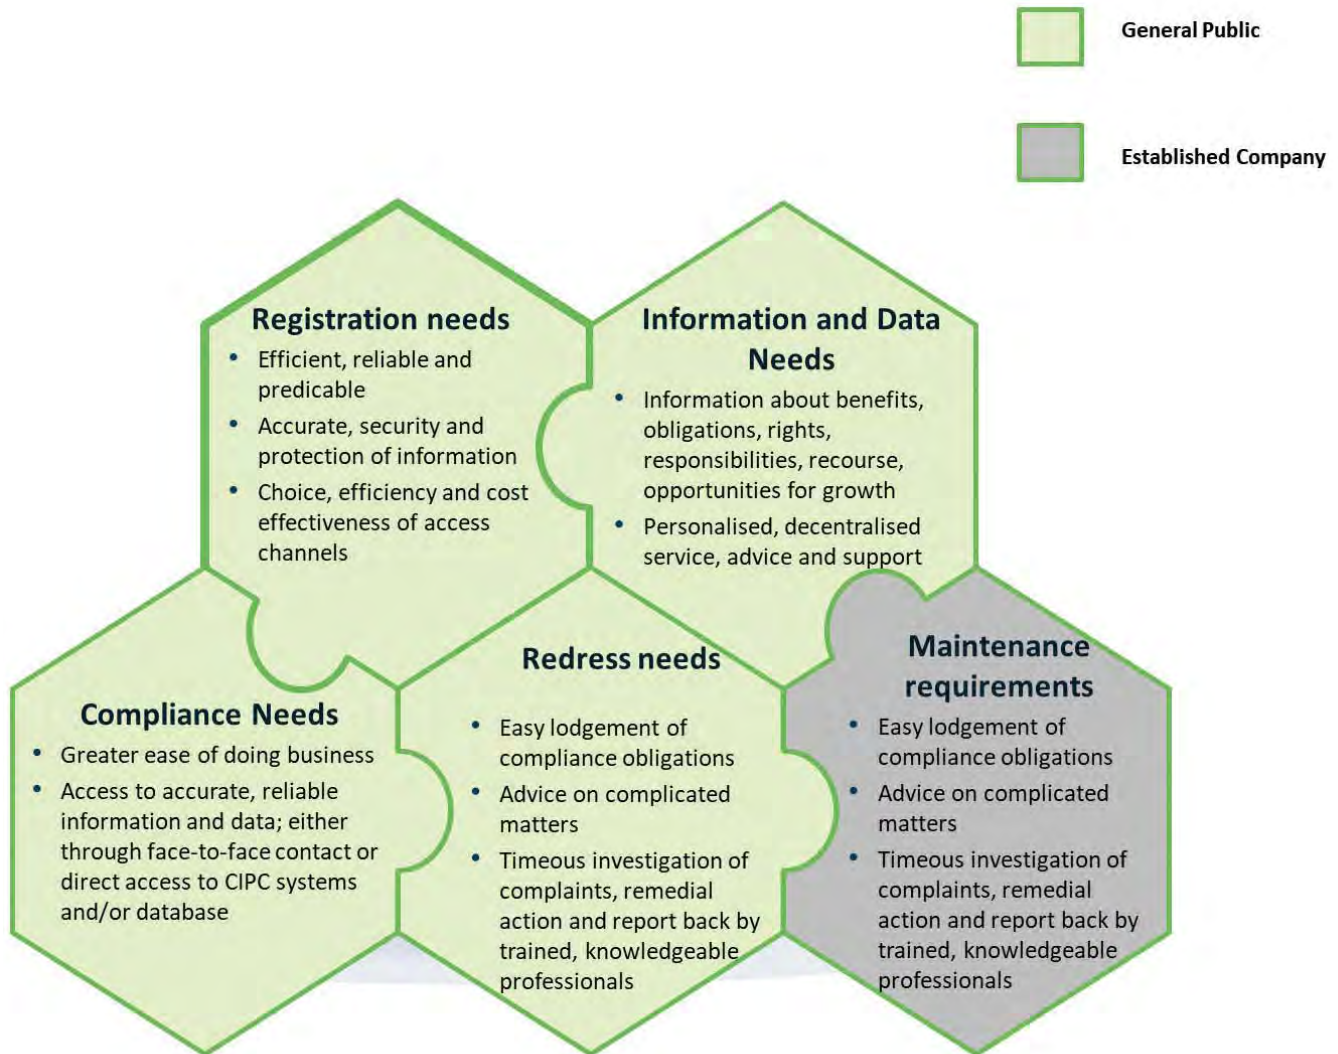 General Public
Established Company
Registration needs
• Efficient, reliable and
predicable
• Accurate, security and
protection of information
• Choice, efficiency and cost
effectiveness of access
channels
Information and Data
Needs
• Information about benefits,
obligations, rights,
responsibilities, recourse,
opportunities for growth
• Personalised, decentralised
service, advice and support
Compliance Needs
• Greater ease of doing business
• Access to accurate, reliable
information and data; either
through face-to-face contact or
direct access to CIPC systems
and/or database
Redress needs
• Easy lodgement of
compliance obligations
• Advice on complicated
matters
• Timeous investigation of
complaints, remedial
action and report back by
trained, knowledgeable
professionals
Maintenance
requirements
• Easy lodgement of
compliance obligations
• Advice on complicated
matters
• Timeous investigation of
complaints, remedial
action and report back by
trained, knowledgeable
professionals